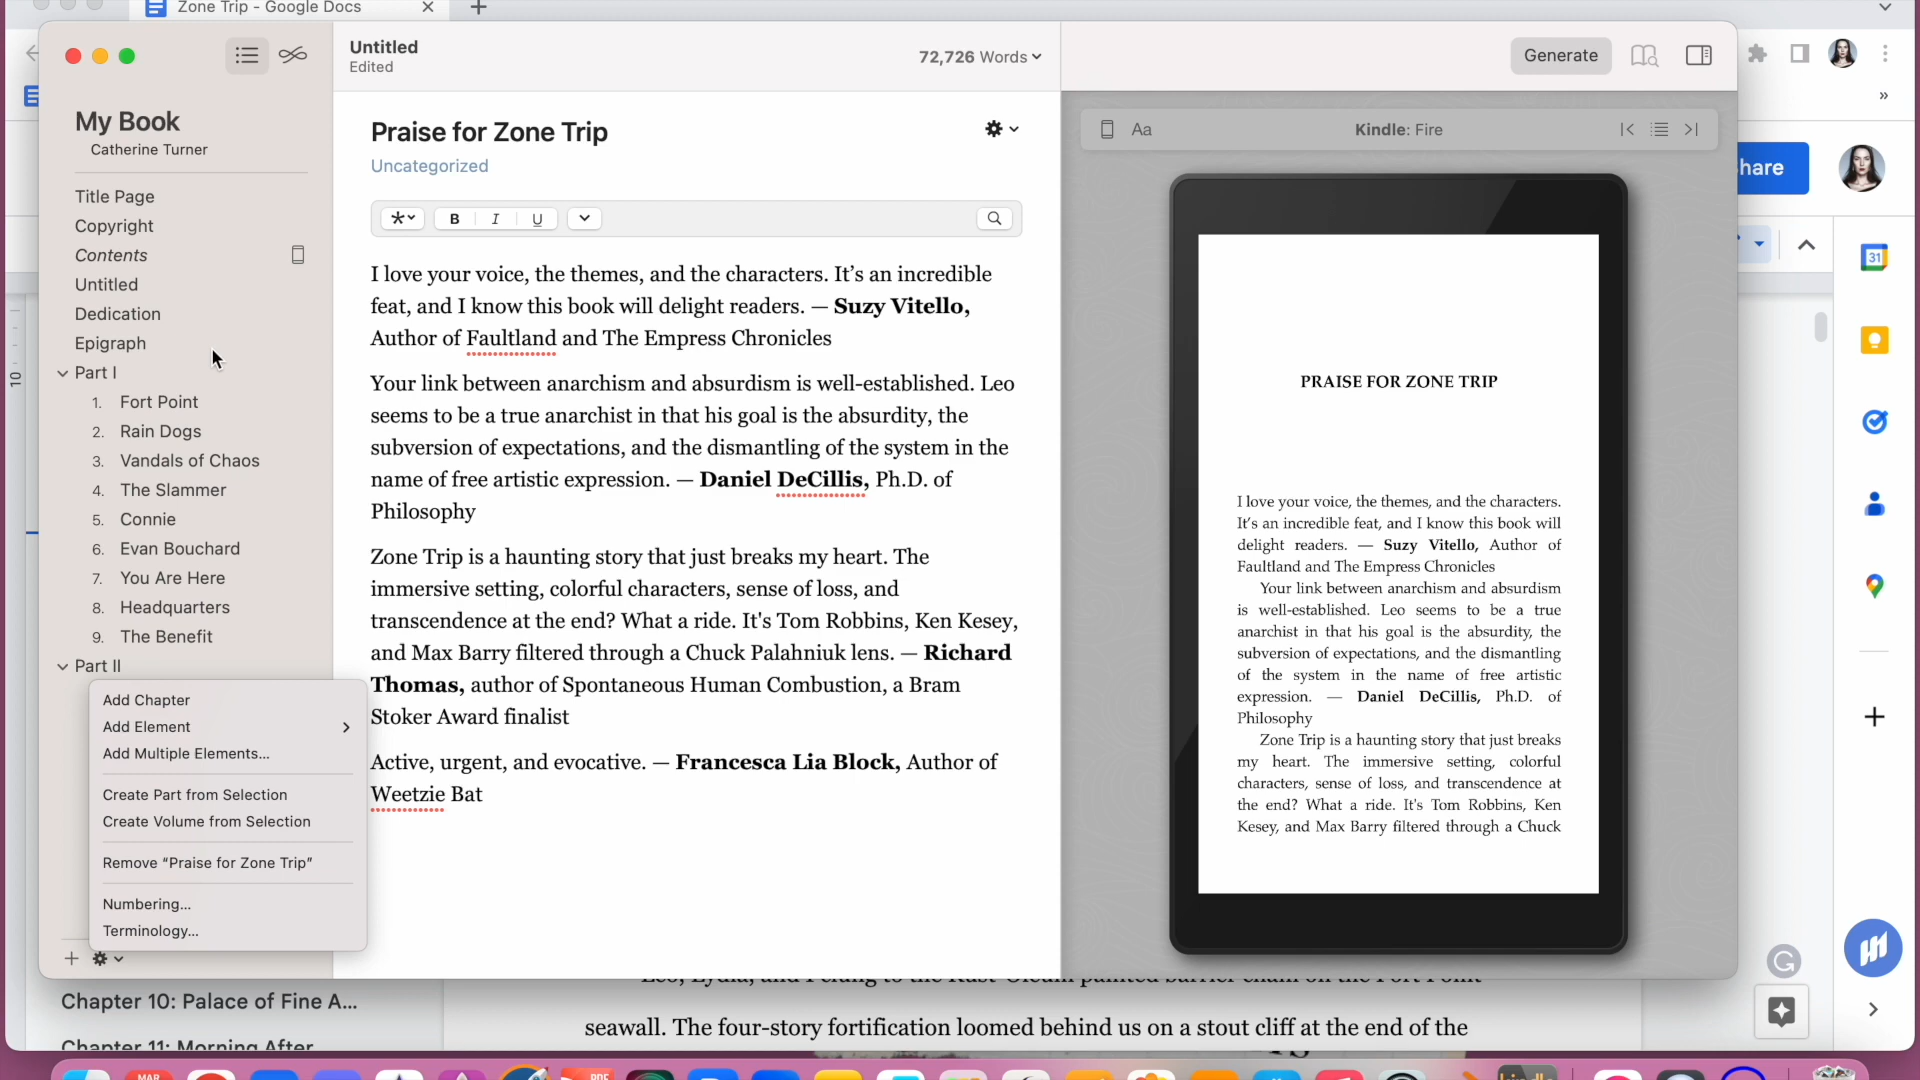 Zone Trip - Google Docs
Untitled
Edited
72,726 Words
Generate
My Book
Catherine Turner
Title Page
Copyright
Contents
Untitled
Dedication
Epigraph
Part I
1. Fort Point
2. Rain Dogs
3. Vandals of Chaos
4. The Slammer
5. Connie
6. Evan Bouchard
7. You Are Here
8. Headquarters
9. The Benefit
Part II
Add Chapter
Add Element
Add Multiple Elements...
Create Part from Selection
Create Volume from Selection
Remove “Praise for Zone Trip”
Numbering...
Terminology...
Praise for Zone Trip
Uncategorized
B I U
I love your voice, the themes, and the characters. It’s an incredible
feat, and I know this book will delight readers. — Suzy Vitello,
Author of Faultland and The Empress Chronicles
Your link between anarchism and absurdism is well-established. Leo
seems to be a true anarchist in that his goal is the absurdity, the
subversion of expectations, and the dismantling of the system in the
name of free artistic expression. — Daniel DeCillis, Ph.D. of
Philosophy
Zone Trip is a haunting story that just breaks my heart. The
immersive setting, colorful characters, sense of loss, and
transcendence at the end? What a ride. It's Tom Robbins, Ken Kesey,
and Max Barry filtered through a Chuck Palahniuk lens. — Richard
Thomas, author of Spontaneous Human Combustion, a Bram
Stoker Award finalist
Active, urgent, and evocative. — Francesca Lia Block, Author of
Weetzie Bat
Aa
Kindle: Fire
PRAISE FOR ZONE TRIP
I love your voice, the themes, and the characters.
It’s an incredible feat, and I know this book will
delight readers. — Suzy Vitello, Author of
Faultland and The Empress Chronicles
Your link between anarchism and absurdism
is well-established. Leo seems to be a true
anarchist in that his goal is the absurdity, the
subversion of expectations, and the dismantling
of the system in the name of free artistic
expression. — Daniel DeCillis, Ph.D. of
Philosophy
Zone Trip is a haunting story that just breaks
my heart. The immersive setting, colorful
characters, sense of loss, and transcendence at
the end? What a ride. It's Tom Robbins, Ken
Kesey, and Max Barry filtered through a Chuck
hare
31
10
Chapter 10: Palace of Fine A...
Chapter 11: Morning After
seawall. The four-story fortification loomed behind us on a stout cliff at the end of the
MAR
PDF
kindle